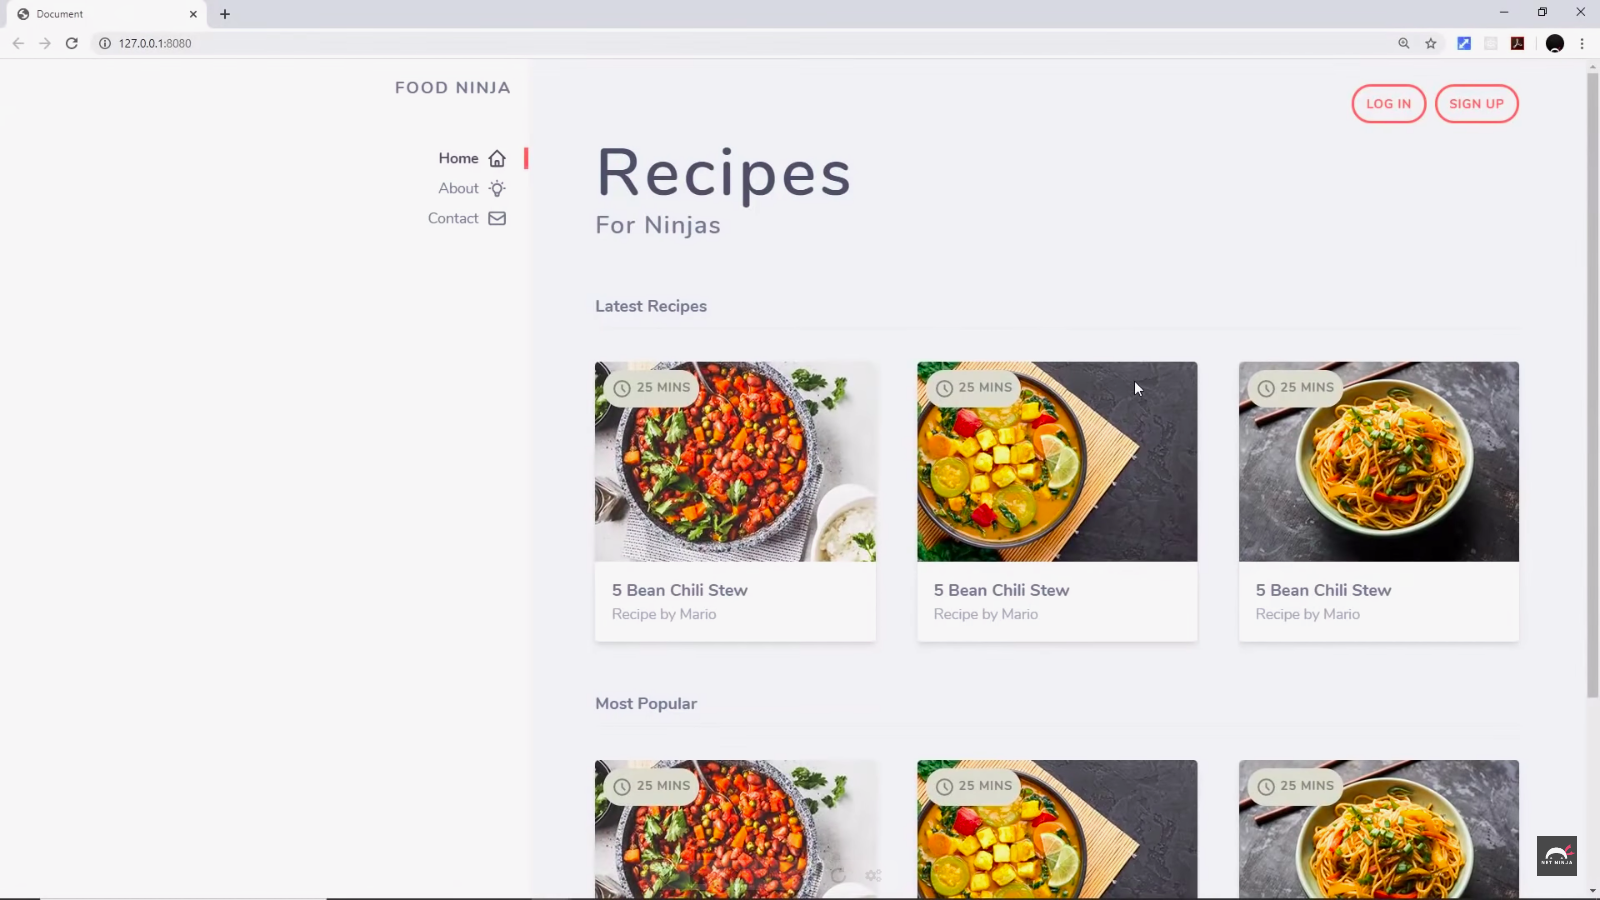 Document
127.0.0.1:8080
FOOD NINJA
LOG IN
SIGN UP
Home
About
Contact
Recipes
For Ninjas
Latest Recipes
25 MINS
25 MINS
25 MINS
5 Bean Chili Stew
Recipe by Mario
5 Bean Chili Stew
Recipe by Mario
5 Bean Chili Stew
Recipe by Mario
Most Popular
25 MINS
25 MINS
25 MINS
NET NINJA